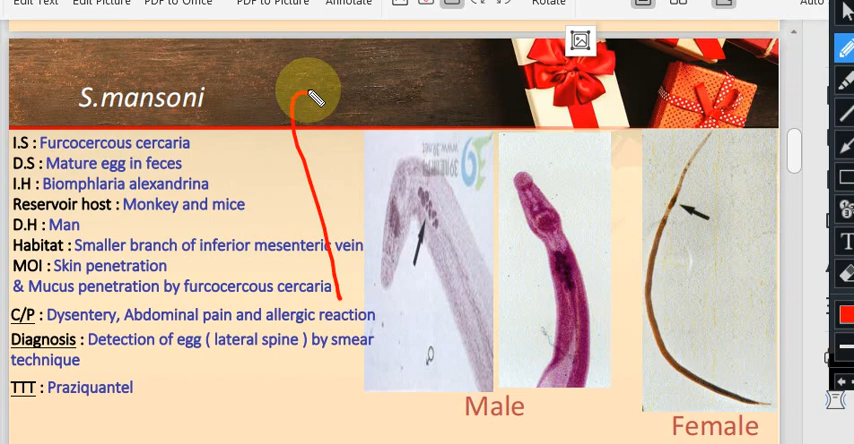 Edit Text Edit Picture PDF to Office PDF to Picture Annotate Rotate Auto
S.mansoni
I.S : Furcocercous cercaria
D.S : Mature egg in feces
I.H : Biomphlaria alexandrina
Reservoir host : Monkey and mice
D.H : Man
Habitat : Smaller branch of inferior mesenteric vein
MOI : Skin penetration
& Mucus penetration by furcocercous cercaria
C/P : Dysentery, Abdominal pain and allergic reaction
Diagnosis : Detection of egg ( lateral spine ) by smear
technique
TTT : Praziquantel
Male
Female